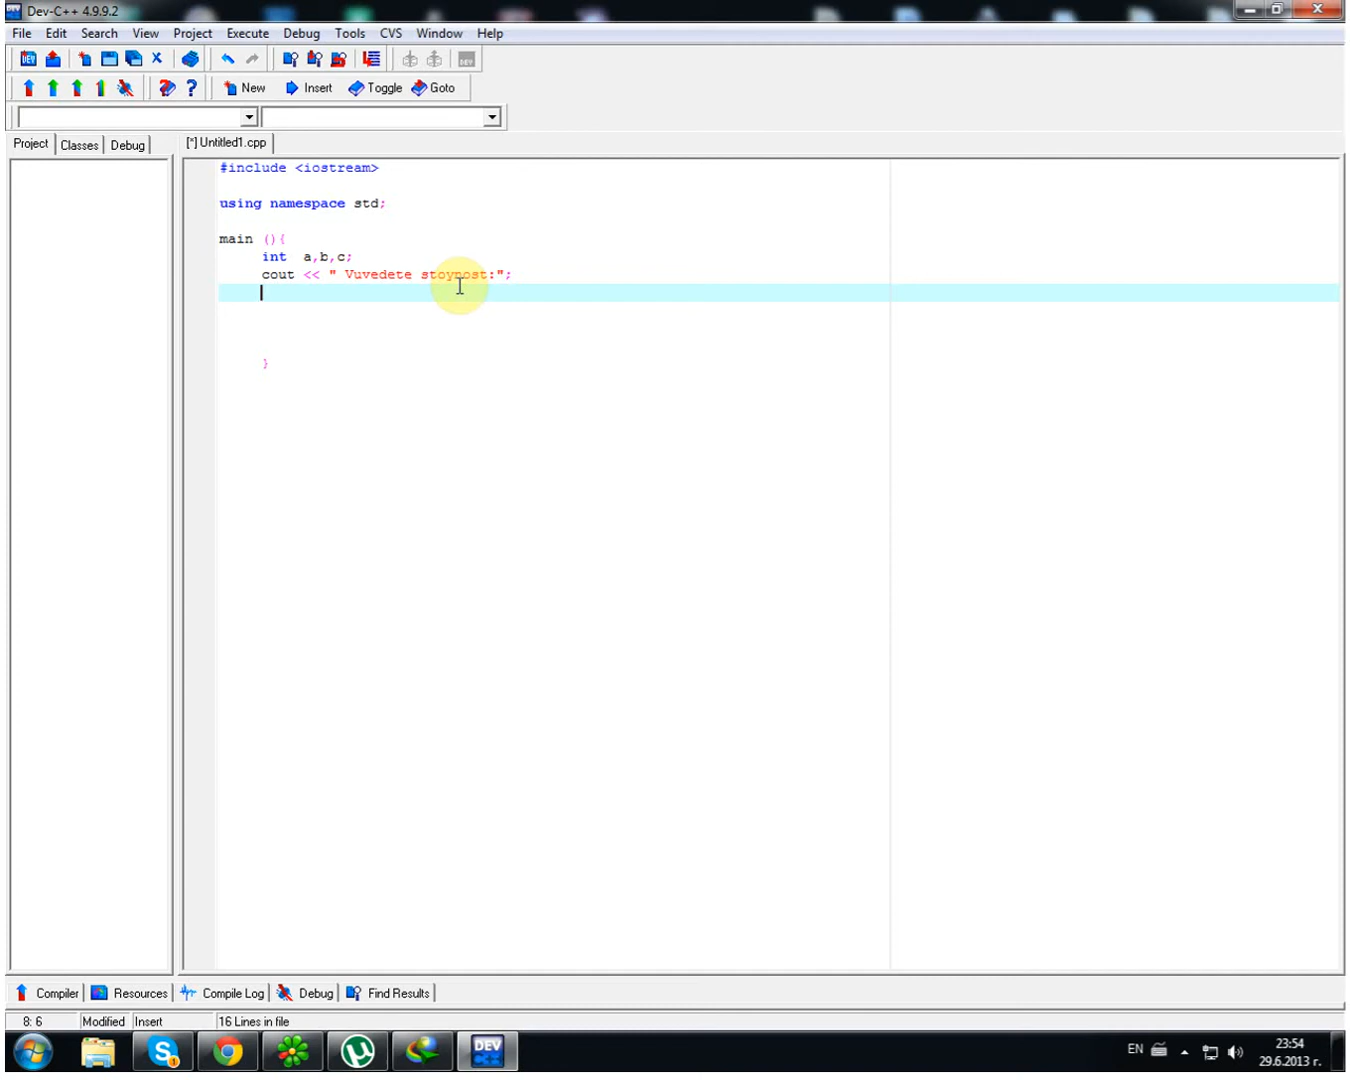 Dev-C++ 4.9.9.2
File Edit Search View Project Execute Debug Tools CVS Window Help
New Insert Toggle Goto
Project Classes Debug [*] Untitled1.cpp
#include <iostream>
using namespace std;
main (){
int  a,b,c;
cout << " Vuvedete stoynost:";
}
Compiler Resources Compile Log Debug Find Results
8: 6 Modified Insert 16 Lines in file
EN 23:54
29.6.2013 г.